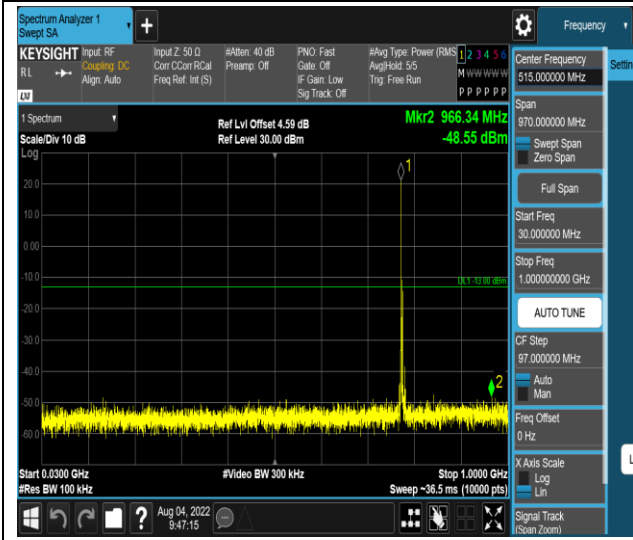 Spectrum Analyzer 1
Swept SA
+
Frequency
KEYSIGHT
RL
LXI
Input: RF
Coupling: DC
Align: Auto
Input Z: 50 Ω
Corr CCorr RCal
Freq Ref: Int (S)
#Atten: 40 dB
Preamp: Off
PNO: Fast
Gate: Off
IF Gain: Low
Sig Track: Off
#Avg Type: Power (RMS
Avg|Hold: 5/5
Trig: Free Run
1 2 3 4 5 6
M W W W W W
P P P P P P
1 Spectrum
Scale/Div 10 dB
Ref Lvl Offset 4.59 dB
Ref Level 30.00 dBm
Mkr2 966.34 MHz
-48.55 dBm
Log
1
20.0
10.0
0.00
-10.0
DL1 -13.00 dBm
-20.0
-30.0
-40.0
2
-50.0
-60.0
Start 0.0300 GHz
#Res BW 100 kHz
#Video BW 300 kHz
Stop 1.0000 GHz
Sweep ~36.5 ms (10000 pts)
?
Aug 04, 2022
9:47:15
Center Frequency
515.000000 MHz
Settin
Span
970.000000 MHz
Swept Span
Zero Span
Full Span
Start Freq
30.000000 MHz
Stop Freq
1.000000000 GHz
AUTO TUNE
CF Step
97.000000 MHz
Auto
Man
Freq Offset
0 Hz
X Axis Scale
Log
Lin
L
Signal Track
(Span Zoom)